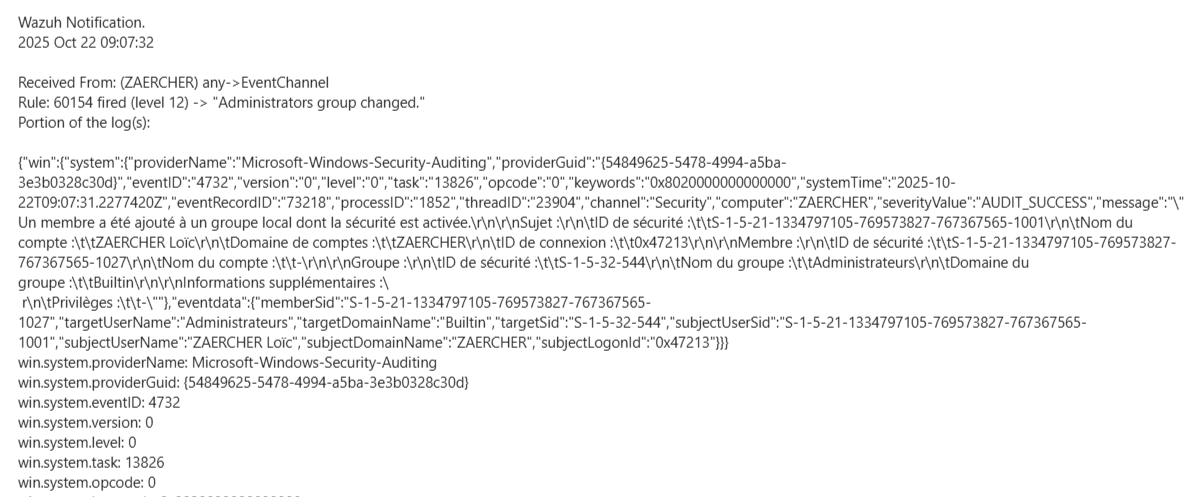 Wazuh Notification.
2025 Oct 22 09:07:32
Received From: (ZAERCHER) any->EventChannel
Rule: 60154 fired (level 12) -> "Administrators group changed."
Portion of the log(s):
{"win":{"system":{"providerName":"Microsoft-Windows-Security-Auditing","providerGuid":"{54849625-5478-4994-a5ba-
3e3b0328c30d}","eventID":"4732","version":"0","level":"0","task":"13826","opcode":"0","keywords":"0x8020000000000000","systemTime":"2025-10-
22T09:07:31.2277420Z","eventRecordID":"73218","processID":"1852","threadID":"23904","channel":"Security","computer":"ZAERCHER","severityValue":"AUDIT_SUCCESS","message":"\"
Un membre a été ajouté à un groupe local dont la sécurité est activée.\r\n\r\nSujet :\r\n\tID de sécurité :\t\tS-1-5-21-1334797105-769573827-767367565-1001\r\n\tNom du
compte :\t\tZAERCHER Loïc\r\n\tDomaine de comptes :\t\tZAERCHER\r\n\tID de connexion :\t\t0x47213\r\n\r\nMembre :\r\n\tID de sécurité :\t\tS-1-5-21-1334797105-769573827-
767367565-1027\r\n\tNom du compte :\t\t-\r\n\r\nGroupe :\r\n\tID de sécurité :\t\tS-1-5-32-544\r\n\tNom du groupe :\t\tAdministrateurs\r\n\tDomaine du
groupe :\t\tBuiltin\r\n\r\nInformations supplémentaires :\
r\n\tPrivilèges :\t\t-\""},"eventdata":{"memberSid":"S-1-5-21-1334797105-769573827-767367565-
1027","targetUserName":"Administrateurs","targetDomainName":"Builtin","targetSid":"S-1-5-32-544","subjectUserSid":"S-1-5-21-1334797105-769573827-767367565-
1001","subjectUserName":"ZAERCHER Loïc","subjectDomainName":"ZAERCHER","subjectLogonId":"0x47213"}}}
win.system.providerName: Microsoft-Windows-Security-Auditing
win.system.providerGuid: {54849625-5478-4994-a5ba-3e3b0328c30d}
win.system.eventID: 4732
win.system.version: 0
win.system.level: 0
win.system.task: 13826
win.system.opcode: 0